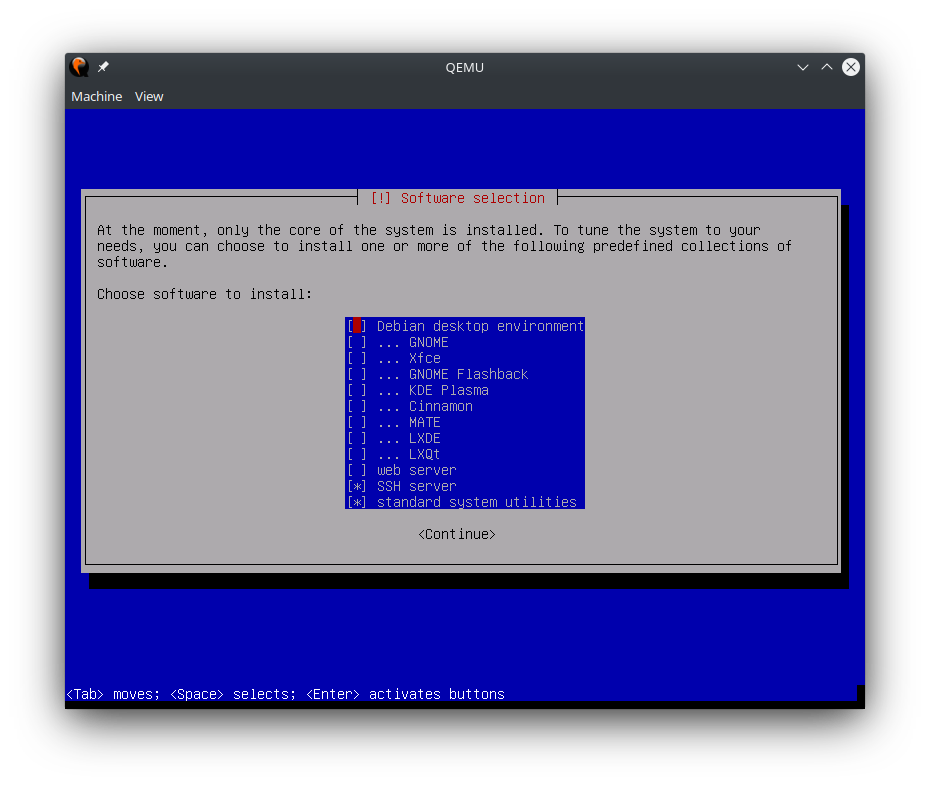 QEMU
Machine View
[!] Software selection
At the moment, only the core of the system is installed. To tune the system to your
needs, you can choose to install one or more of the following predefined collections of
software.
Choose software to install:
[ ] Debian desktop environment
[ ] ... GNOME
[ ] ... Xfce
[ ] ... GNOME Flashback
[ ] ... KDE Plasma
[ ] ... Cinnamon
[ ] ... MATE
[ ] ... LXDE
[ ] ... LXQt
[ ] web server
[*] SSH server
[*] standard system utilities
<Continue>
<Tab> moves; <Space> selects; <Enter> activates buttons